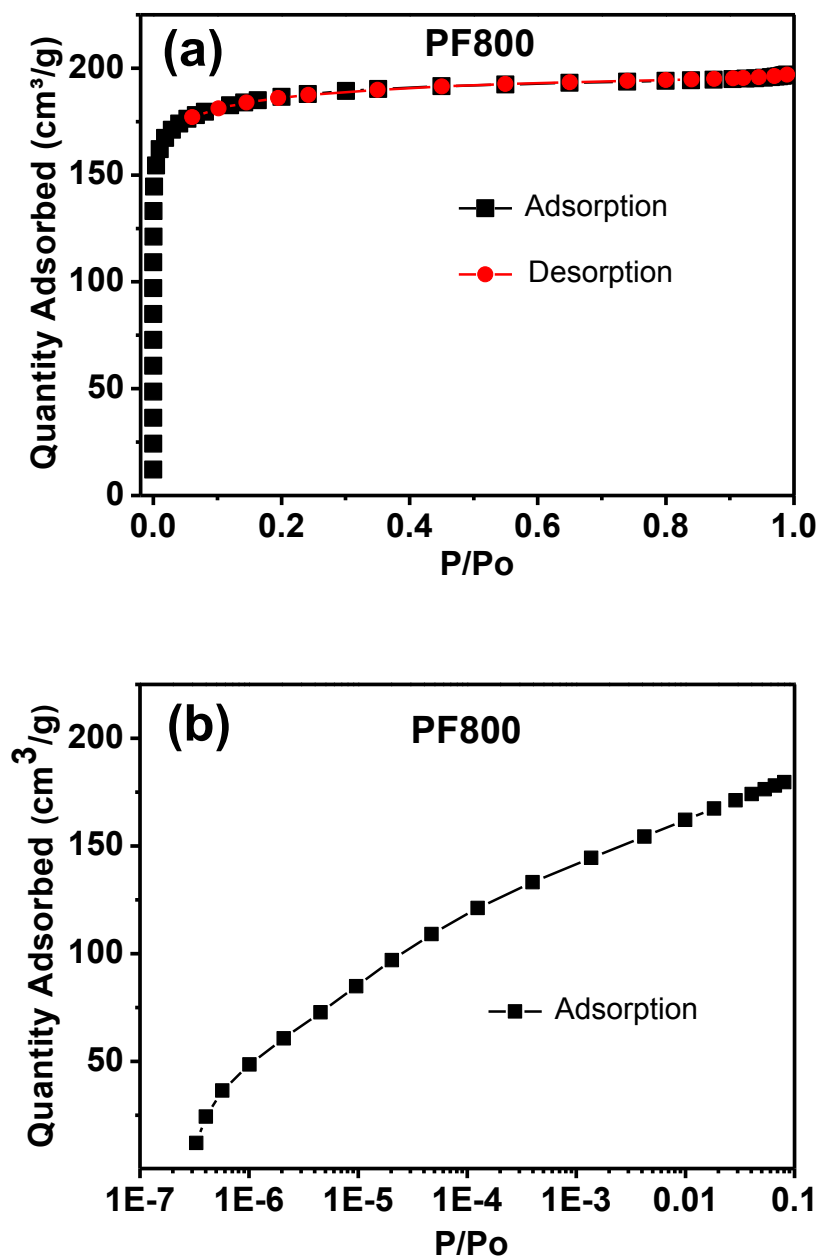 (a)
PF800
200
150
100
50
0
Quantity Adsorbed (cm³/g)
Adsorption
Desorption
0.0 0.2 0.4 0.6 0.8 1.0
P/Po
(b)
PF800
200
150
100
50
Quantity Adsorbed (cm³/g)
Adsorption
1E-7 1E-6 1E-5 1E-4 1E-3 0.01 0.1
P/Po